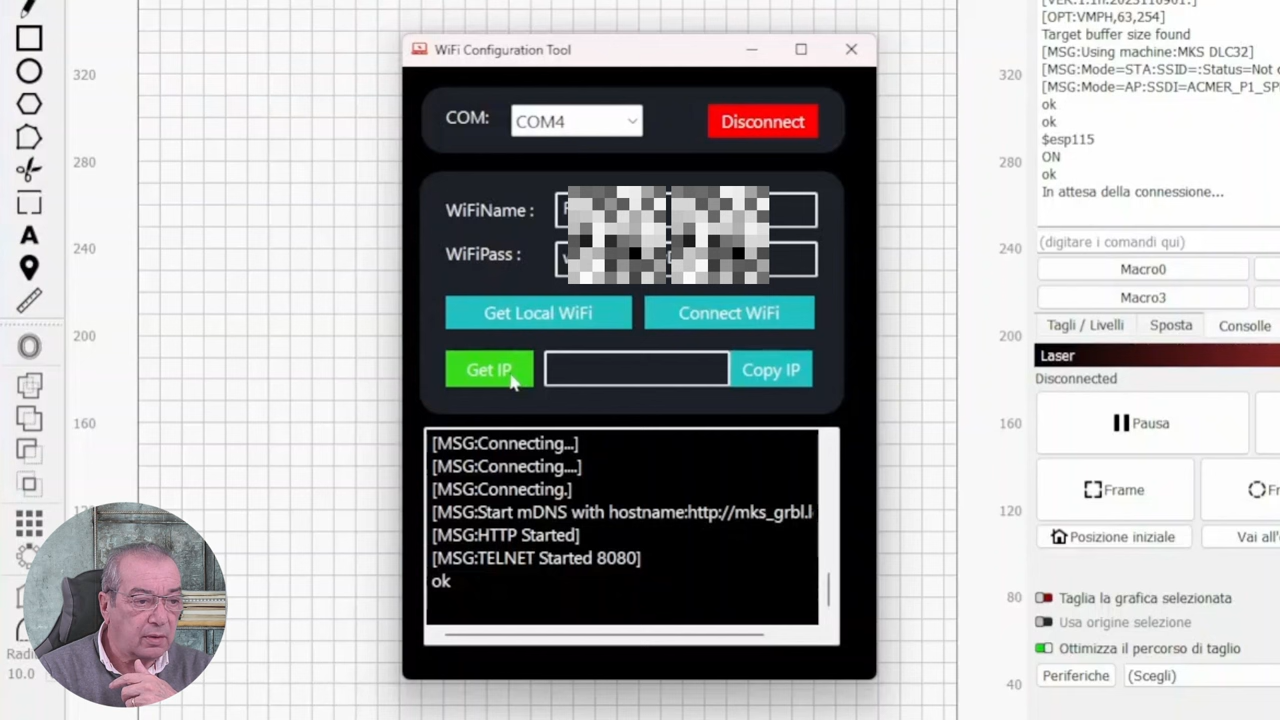 WiFi Configuration Tool
COM:
COM4
Disconnect
WiFiName :
WiFiPass :
Get Local WiFi
Connect WiFi
Get IP
Copy IP
[MSG:Connecting...]
[MSG:Connecting....]
[MSG:Connecting.]
[MSG:Start mDNS with hostname:http://mks_grbl.l
[MSG:HTTP Started]
[MSG:TELNET Started 8080]
ok
320
280
240
200
160
A
10.0
[OPT:VMPH,63,254]
Target buffer size found
[MSG:Using machine:MKS DLC32]
[MSG:Mode=STA:SSID=:Status=Not
[MSG:Mode=AP:SSDI=ACMER_P1_SP
ok
ok
$esp115
ON
ok
In attesa della connessione...
(digitare i comandi qui)
Macro0
Macro3
Tagli / Livelli
Sposta
Consolle
Laser
Disconnected
Pausa
Frame
Posizione iniziale
Vai all'
Taglia la grafica selezionata
Usa origine selezione
Ottimizza il percorso di taglio
Periferiche
(Scegli)
320
280
240
200
160
120
80
40